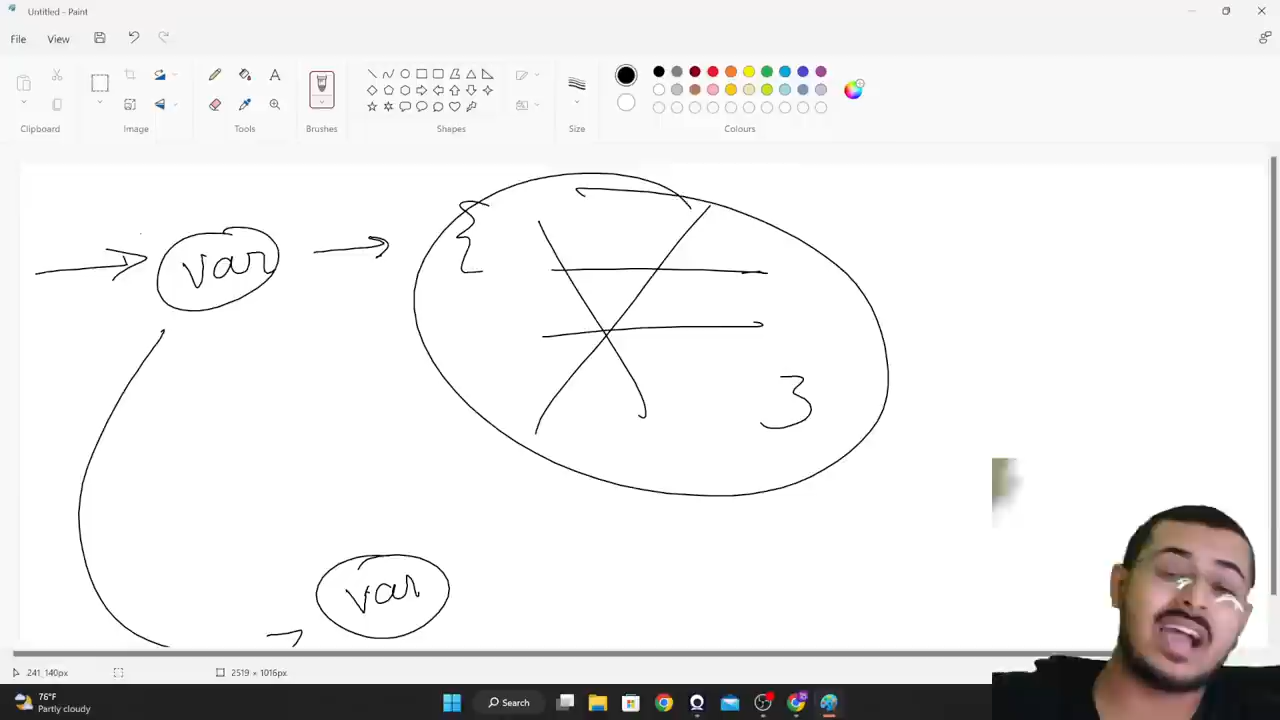 Untitled - Paint
File View
Clipboard
Image
Tools
Brushes
Shapes
Size
Colours
{
var
3
var
241, 140px
2519 × 1016px
76°F
Partly cloudy
Search